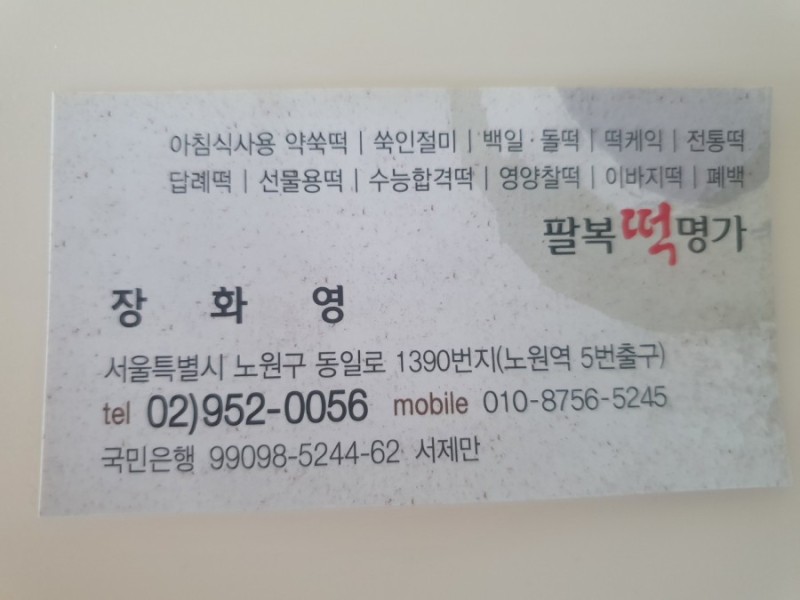 아침식사용 약쑥떡 | 쑥인절미 | 백일·돌떡 | 떡케익 | 전통떡
답례떡 | 선물용떡 | 수능합격떡 | 영양찰떡 | 이바지떡 | 폐백
팔복떡명가
장 화 영
서울특별시 노원구 동일로 1390번지(노원역 5번출구)
tel 02)952-0056 mobile 010-8756-5245
국민은행 99098-5244-62 서제만